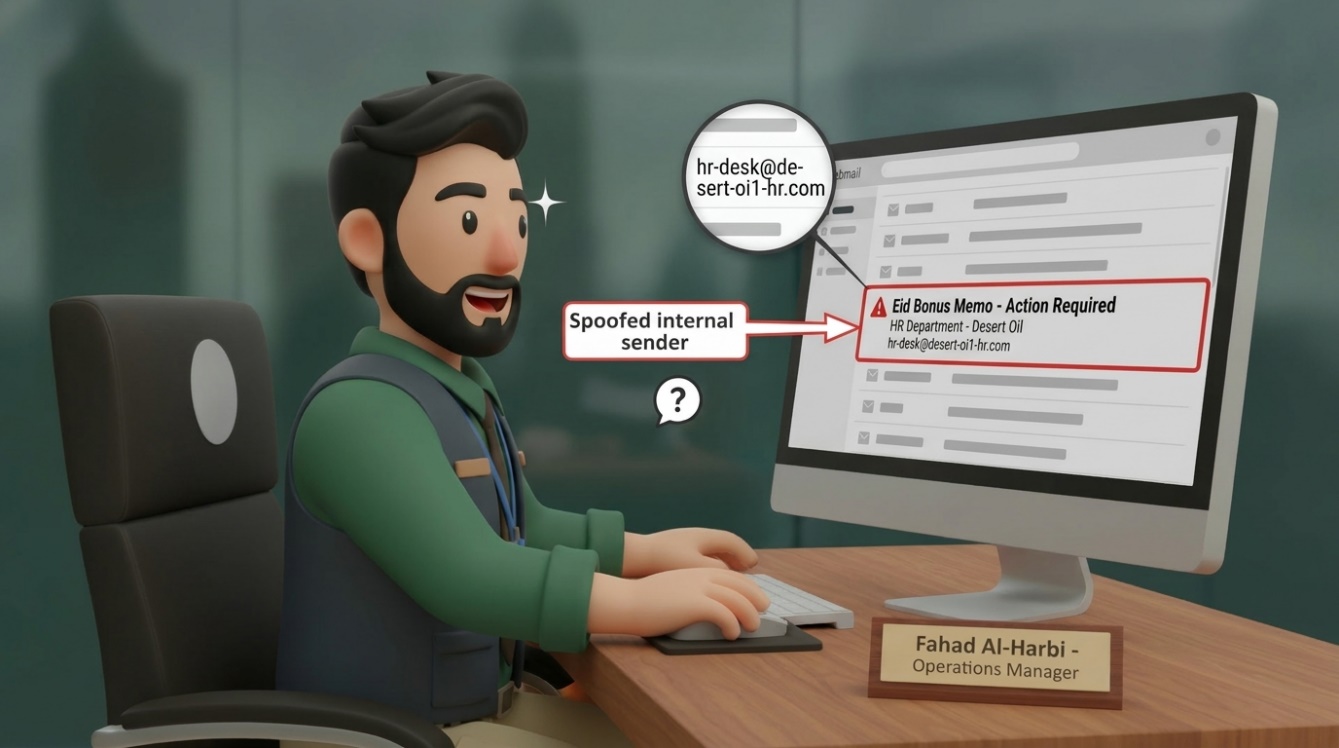 hr-desk@de-
sert-oi1-hr.com
ebmail
Eid Bonus Memo - Action Required
HR Department - Desert Oil
hr-desk@desert-oi1-hr.com
Spoofed internal
sender
?
Fahad Al-Harbi -
Operations Manager